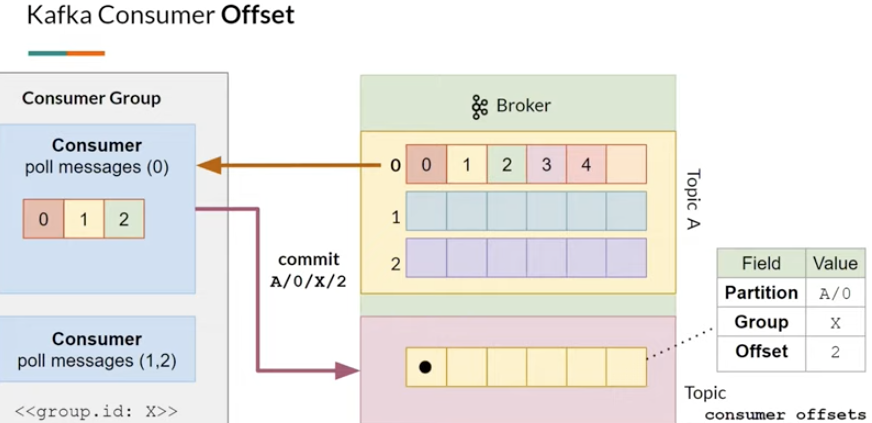 Kafka Consumer Offset
Consumer Group
Consumer
poll messages (0)
0 1 2
Consumer
poll messages (1,2)
<<group.id: X>>
commit
A/0/X/2
Broker
0 0 1 2 3 4
1
2
Topic A
Field Value
Partition A/0
Group X
Offset 2
Topic
consumer offsets